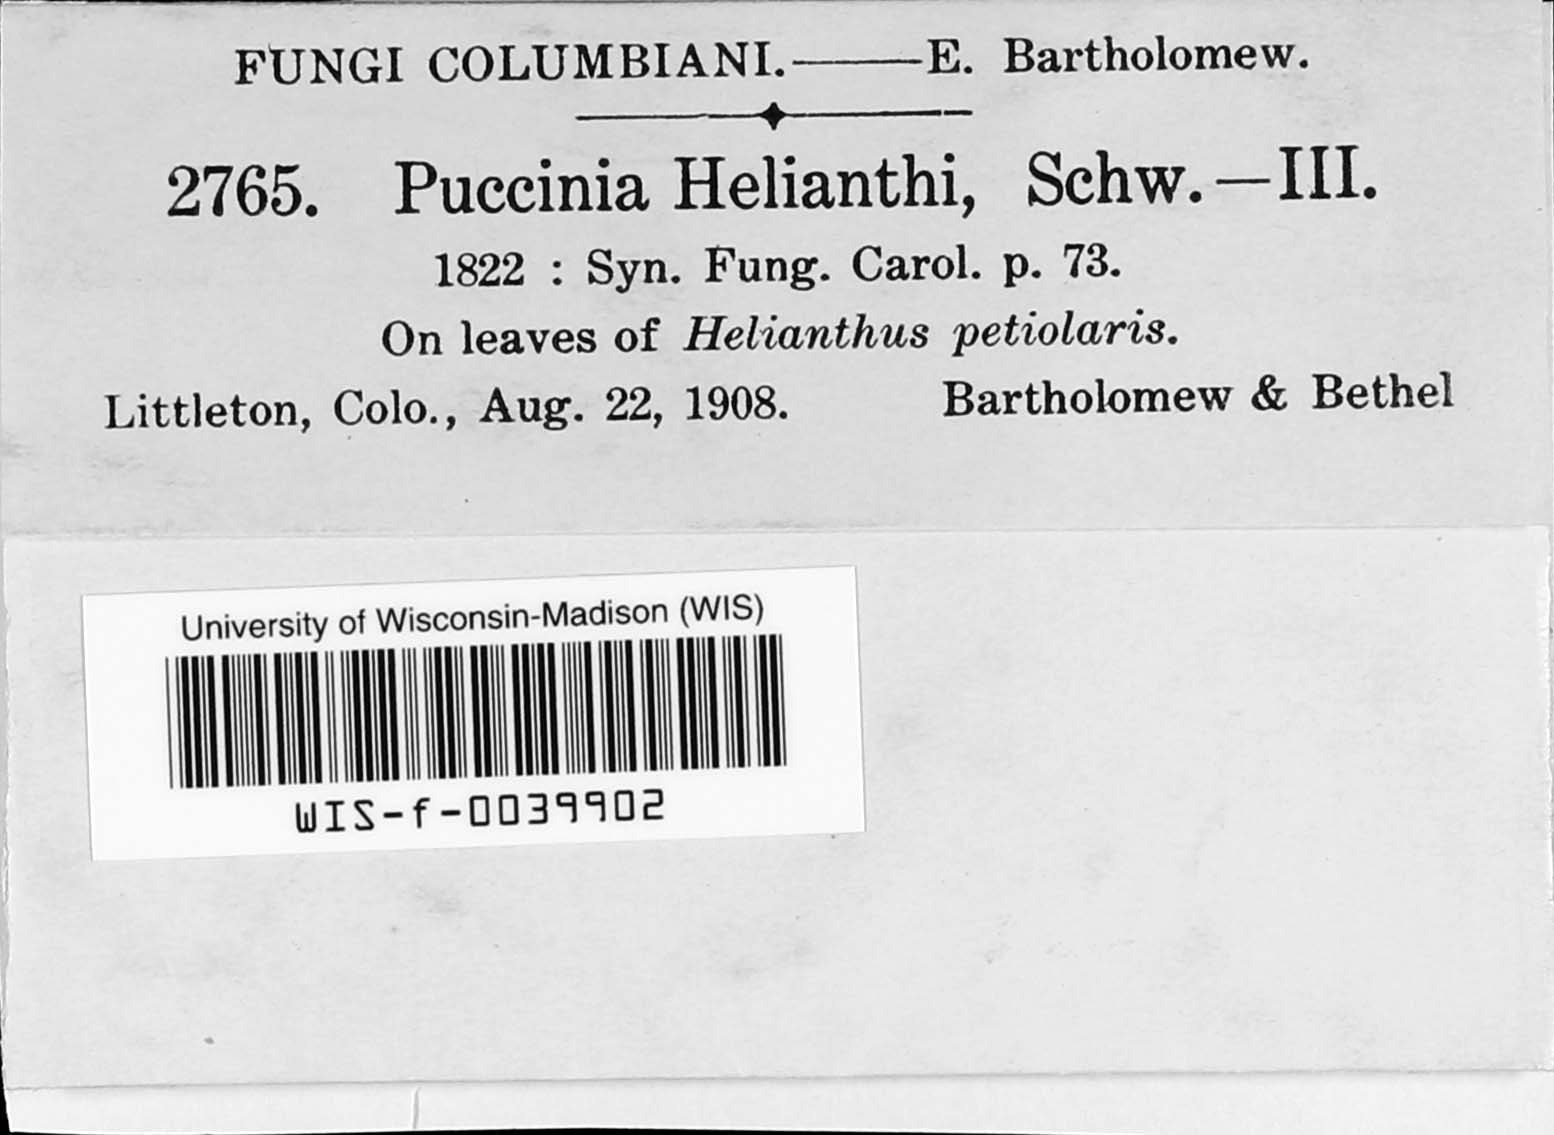 FUNGI COLUMBIANI.——E. Bartholomew.
2765. Puccinia Helianthi, Schw.—III.
1822 : Syn. Fung. Carol. p. 73.
On leaves of Helianthus petiolaris.
Littleton, Colo., Aug. 22, 1908. Bartholomew & Bethel
University of Wisconsin-Madison (WIS)
WIS-f-0039902